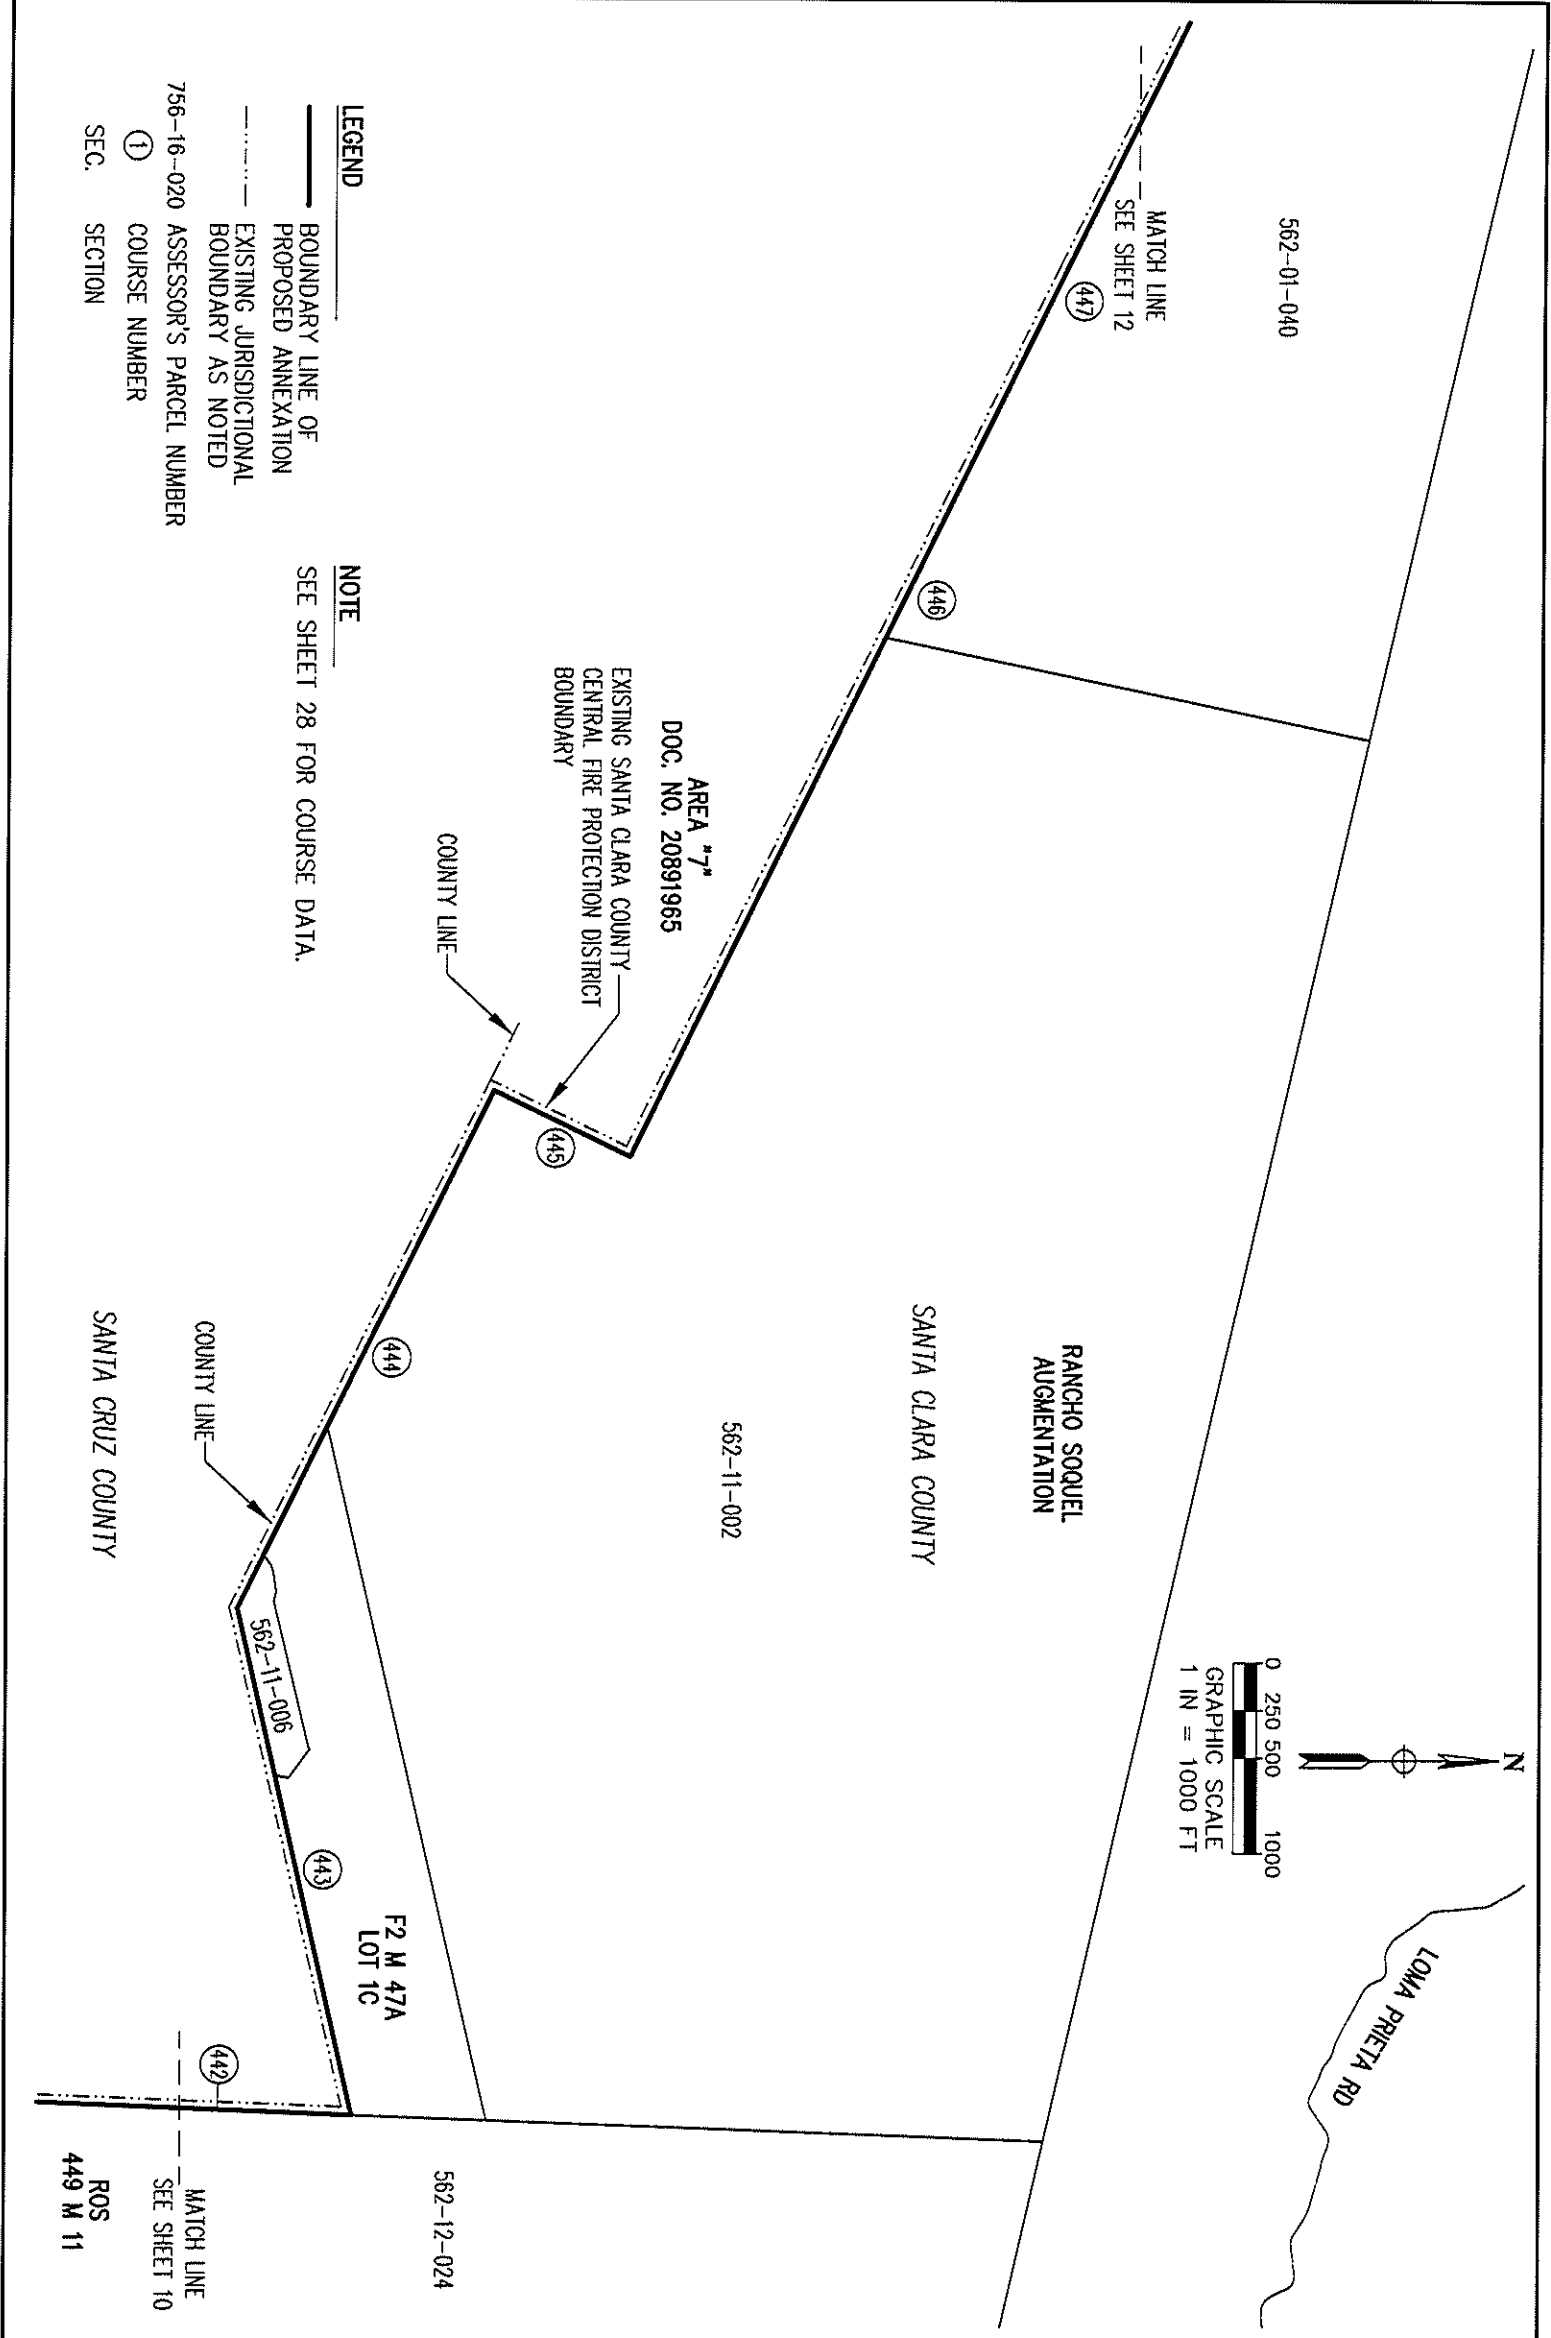 562-01-040
MATCH LINE
SEE SHEET 12
447
446
N
0 250 500 1000
GRAPHIC SCALE
1 IN = 1000 FT
LOMA PRIETA RD
RANCHO SOQUEL
AUGMENTATION
SANTA CLARA COUNTY
562-11-002
AREA "7"
DOC. NO. 20891965
EXISTING SANTA CLARA COUNTY
CENTRAL FIRE PROTECTION DISTRICT
BOUNDARY
445
COUNTY LINE
444
COUNTY LINE
SANTA CRUZ COUNTY
562-11-006
443
F2 M 47A
LOT 1C
442
562-12-024
MATCH LINE
SEE SHEET 10
ROS
449 M 11
LEGEND
BOUNDARY LINE OF
PROPOSED ANNEXATION
EXISTING JURISDICTIONAL
BOUNDARY AS NOTED
756-16-020 ASSESSOR'S PARCEL NUMBER
1 COURSE NUMBER
SEC. SECTION
NOTE
SEE SHEET 28 FOR COURSE DATA.